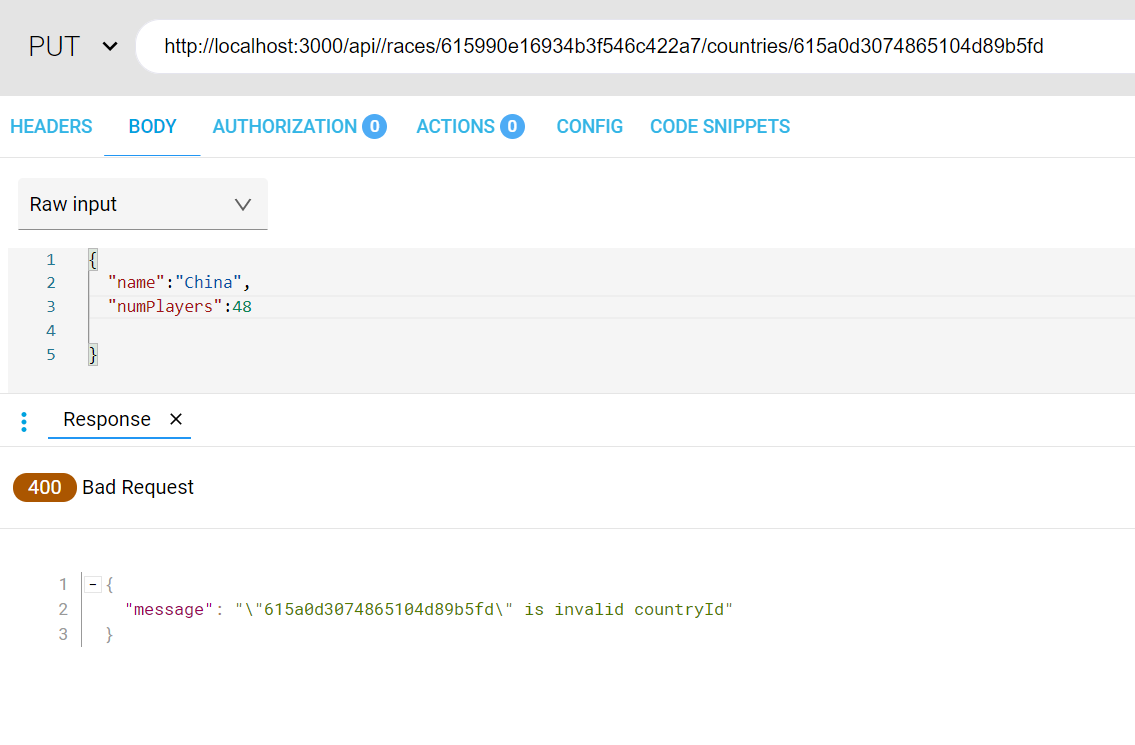 PUT http://localhost:3000/api//races/615990e16934b3f546c422a7/countries/615a0d3074865104d89b5fd
HEADERS BODY AUTHORIZATION 0 ACTIONS 0 CONFIG CODE SNIPPETS
Raw input
1 {
2 "name":"China",
3 "numPlayers":48
4
5 }
Response ×
400 Bad Request
1 - {
2 "message": "\"615a0d3074865104d89b5fd\" is invalid countryId"
3 }